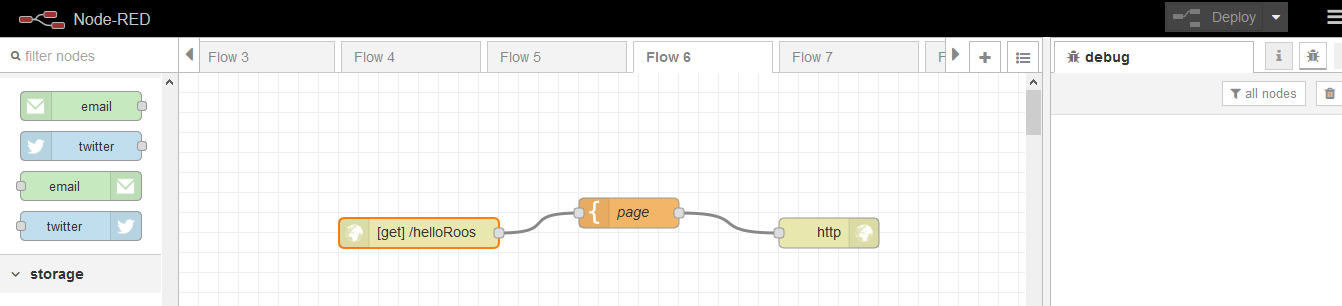 Node-RED
Deploy
filter nodes
Flow 3
Flow 4
Flow 5
Flow 6
Flow 7
F
debug
i
all nodes
email
twitter
email
twitter
storage
[get] /helloRoos
{
page
http